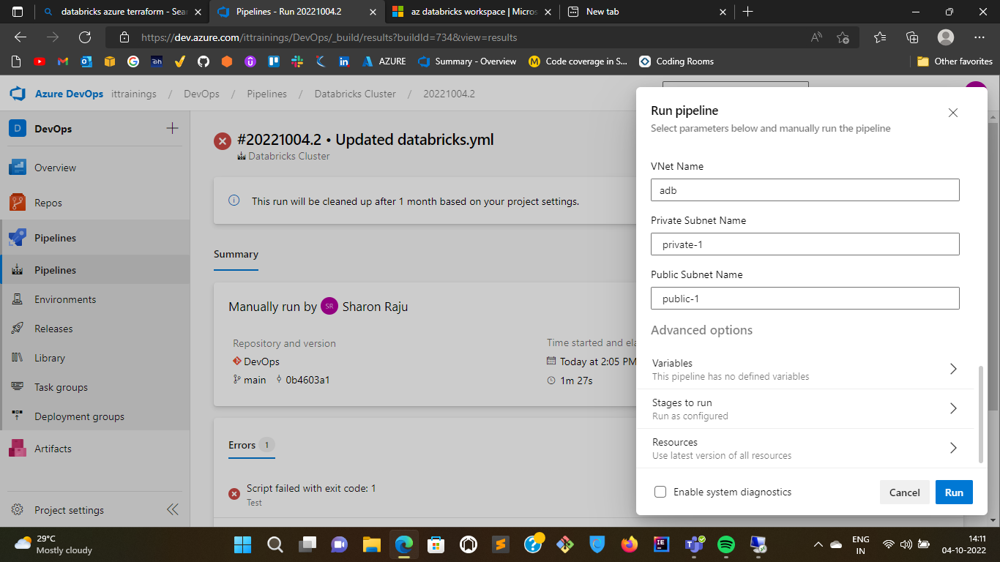 databricks azure terraform - Sear
Pipelines - Run 20221004.2
az databricks workspace | Micros
New tab
https://dev.azure.com/ittrainings/DevOps/_build/results?buildId=734&view=results
AZURE
Summary - Overview
Code coverage in S...
Coding Rooms
Other favorites
Azure DevOps
ittrainings / DevOps / Pipelines / Databricks Cluster / 20221004.2
D
DevOps
Overview
Repos
Pipelines
Pipelines
Environments
Releases
Library
Task groups
Deployment groups
Artifacts
Project settings
#20221004.2 • Updated databricks.yml
Databricks Cluster
This run will be cleaned up after 1 month based on your project settings.
Summary
Manually run by SR Sharon Raju
Repository and version
DevOps
main 0b4603a1
Time started and ela
Today at 2:05 PM
1m 27s
Errors 1
Script failed with exit code: 1
Test
Run pipeline
Select parameters below and manually run the pipeline
VNet Name
adb
Private Subnet Name
private-1
Public Subnet Name
public-1
Advanced options
Variables
This pipeline has no defined variables
Stages to run
Run as configured
Resources
Use latest version of all resources
Enable system diagnostics
Cancel
Run
29°C
Mostly cloudy
ENG
IN
14:11
04-10-2022